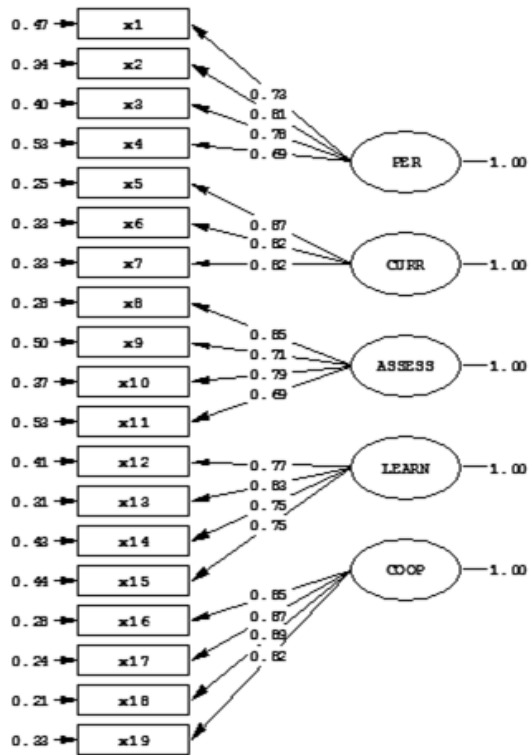 0.47 x1
0.34 x2
0.40 x3
0.53 x4
0.25 x5
0.33 x6
0.33 x7
0.28 x8
0.50 x9
0.37 x10
0.53 x11
0.41 x12
0.31 x13
0.43 x14
0.44 x15
0.28 x16
0.24 x17
0.21 x18
0.33 x19
0.73
0.81
0.78
0.69
PER 1.00
0.87
0.82
0.82
CURR 1.00
0.85
0.71
0.79
0.69
ASSESS 1.00
0.77
0.83
0.75
0.75
LEARN 1.00
0.85
0.87
0.89
0.82
COOP 1.00